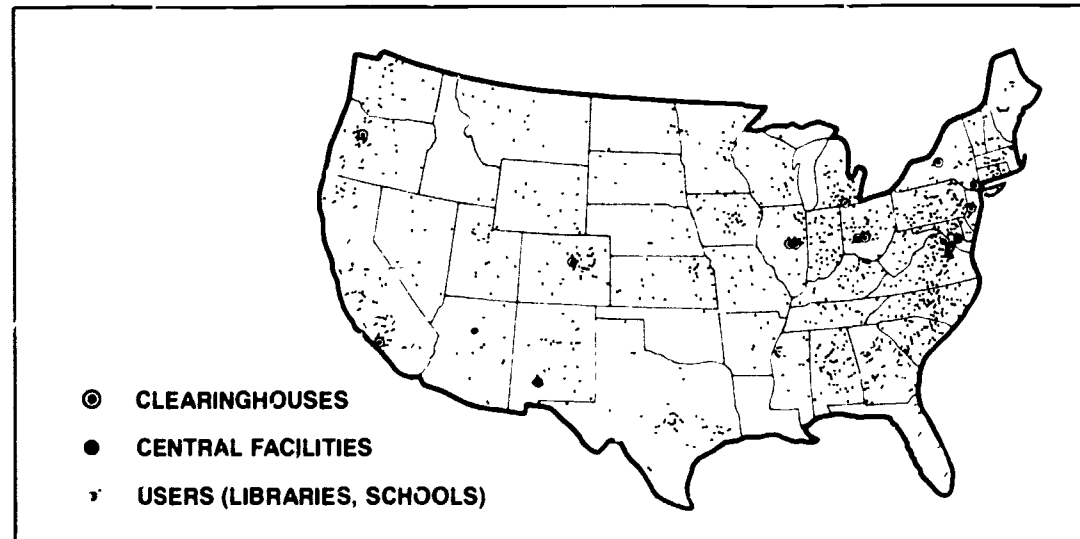 CLEARINGHOUSES
CENTRAL FACILITIES
USERS (LIBRARIES, SCHOOLS)